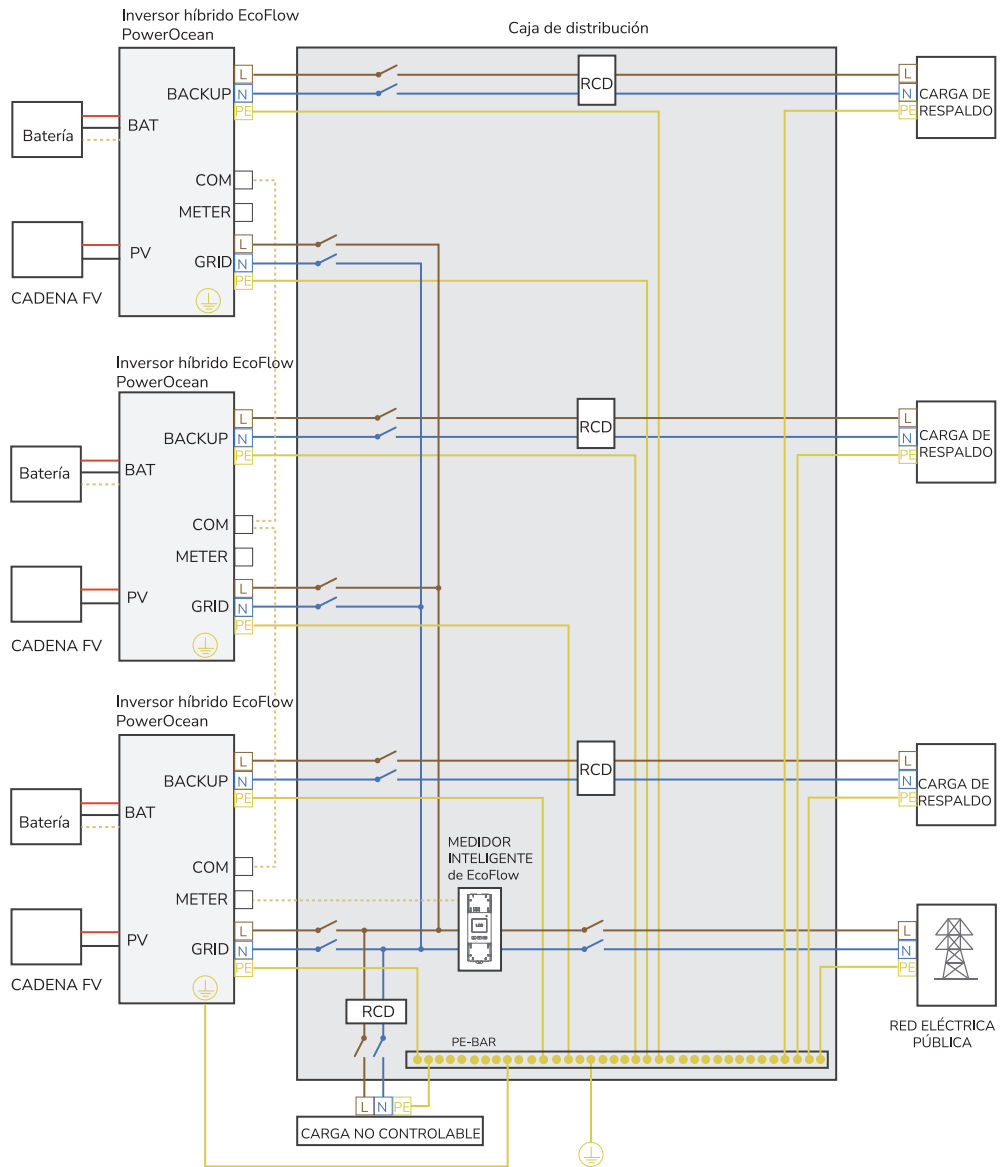 Inversor híbrido EcoFlow
PowerOcean
Caja de distribución
L
N
PE
BACKUP
BAT
Batería
COM
METER
L
N
PE
GRID
PV
CADENA FV
RCD
L
N
PE
CARGA DE
RESPALDO
Inversor híbrido EcoFlow
PowerOcean
L
N
PE
BACKUP
BAT
Batería
COM
METER
L
N
PE
GRID
PV
CADENA FV
RCD
L
N
PE
CARGA DE
RESPALDO
Inversor híbrido EcoFlow
PowerOcean
L
N
PE
BACKUP
BAT
Batería
COM
METER
L
N
PE
GRID
PV
CADENA FV
RCD
L
N
PE
CARGA DE
RESPALDO
MEDIDOR
INTELIGENTE
de EcoFlow
L
N
PE
RED ELÉCTRICA
PÚBLICA
RCD
PE-BAR
L
N
PE
CARGA NO CONTROLABLE